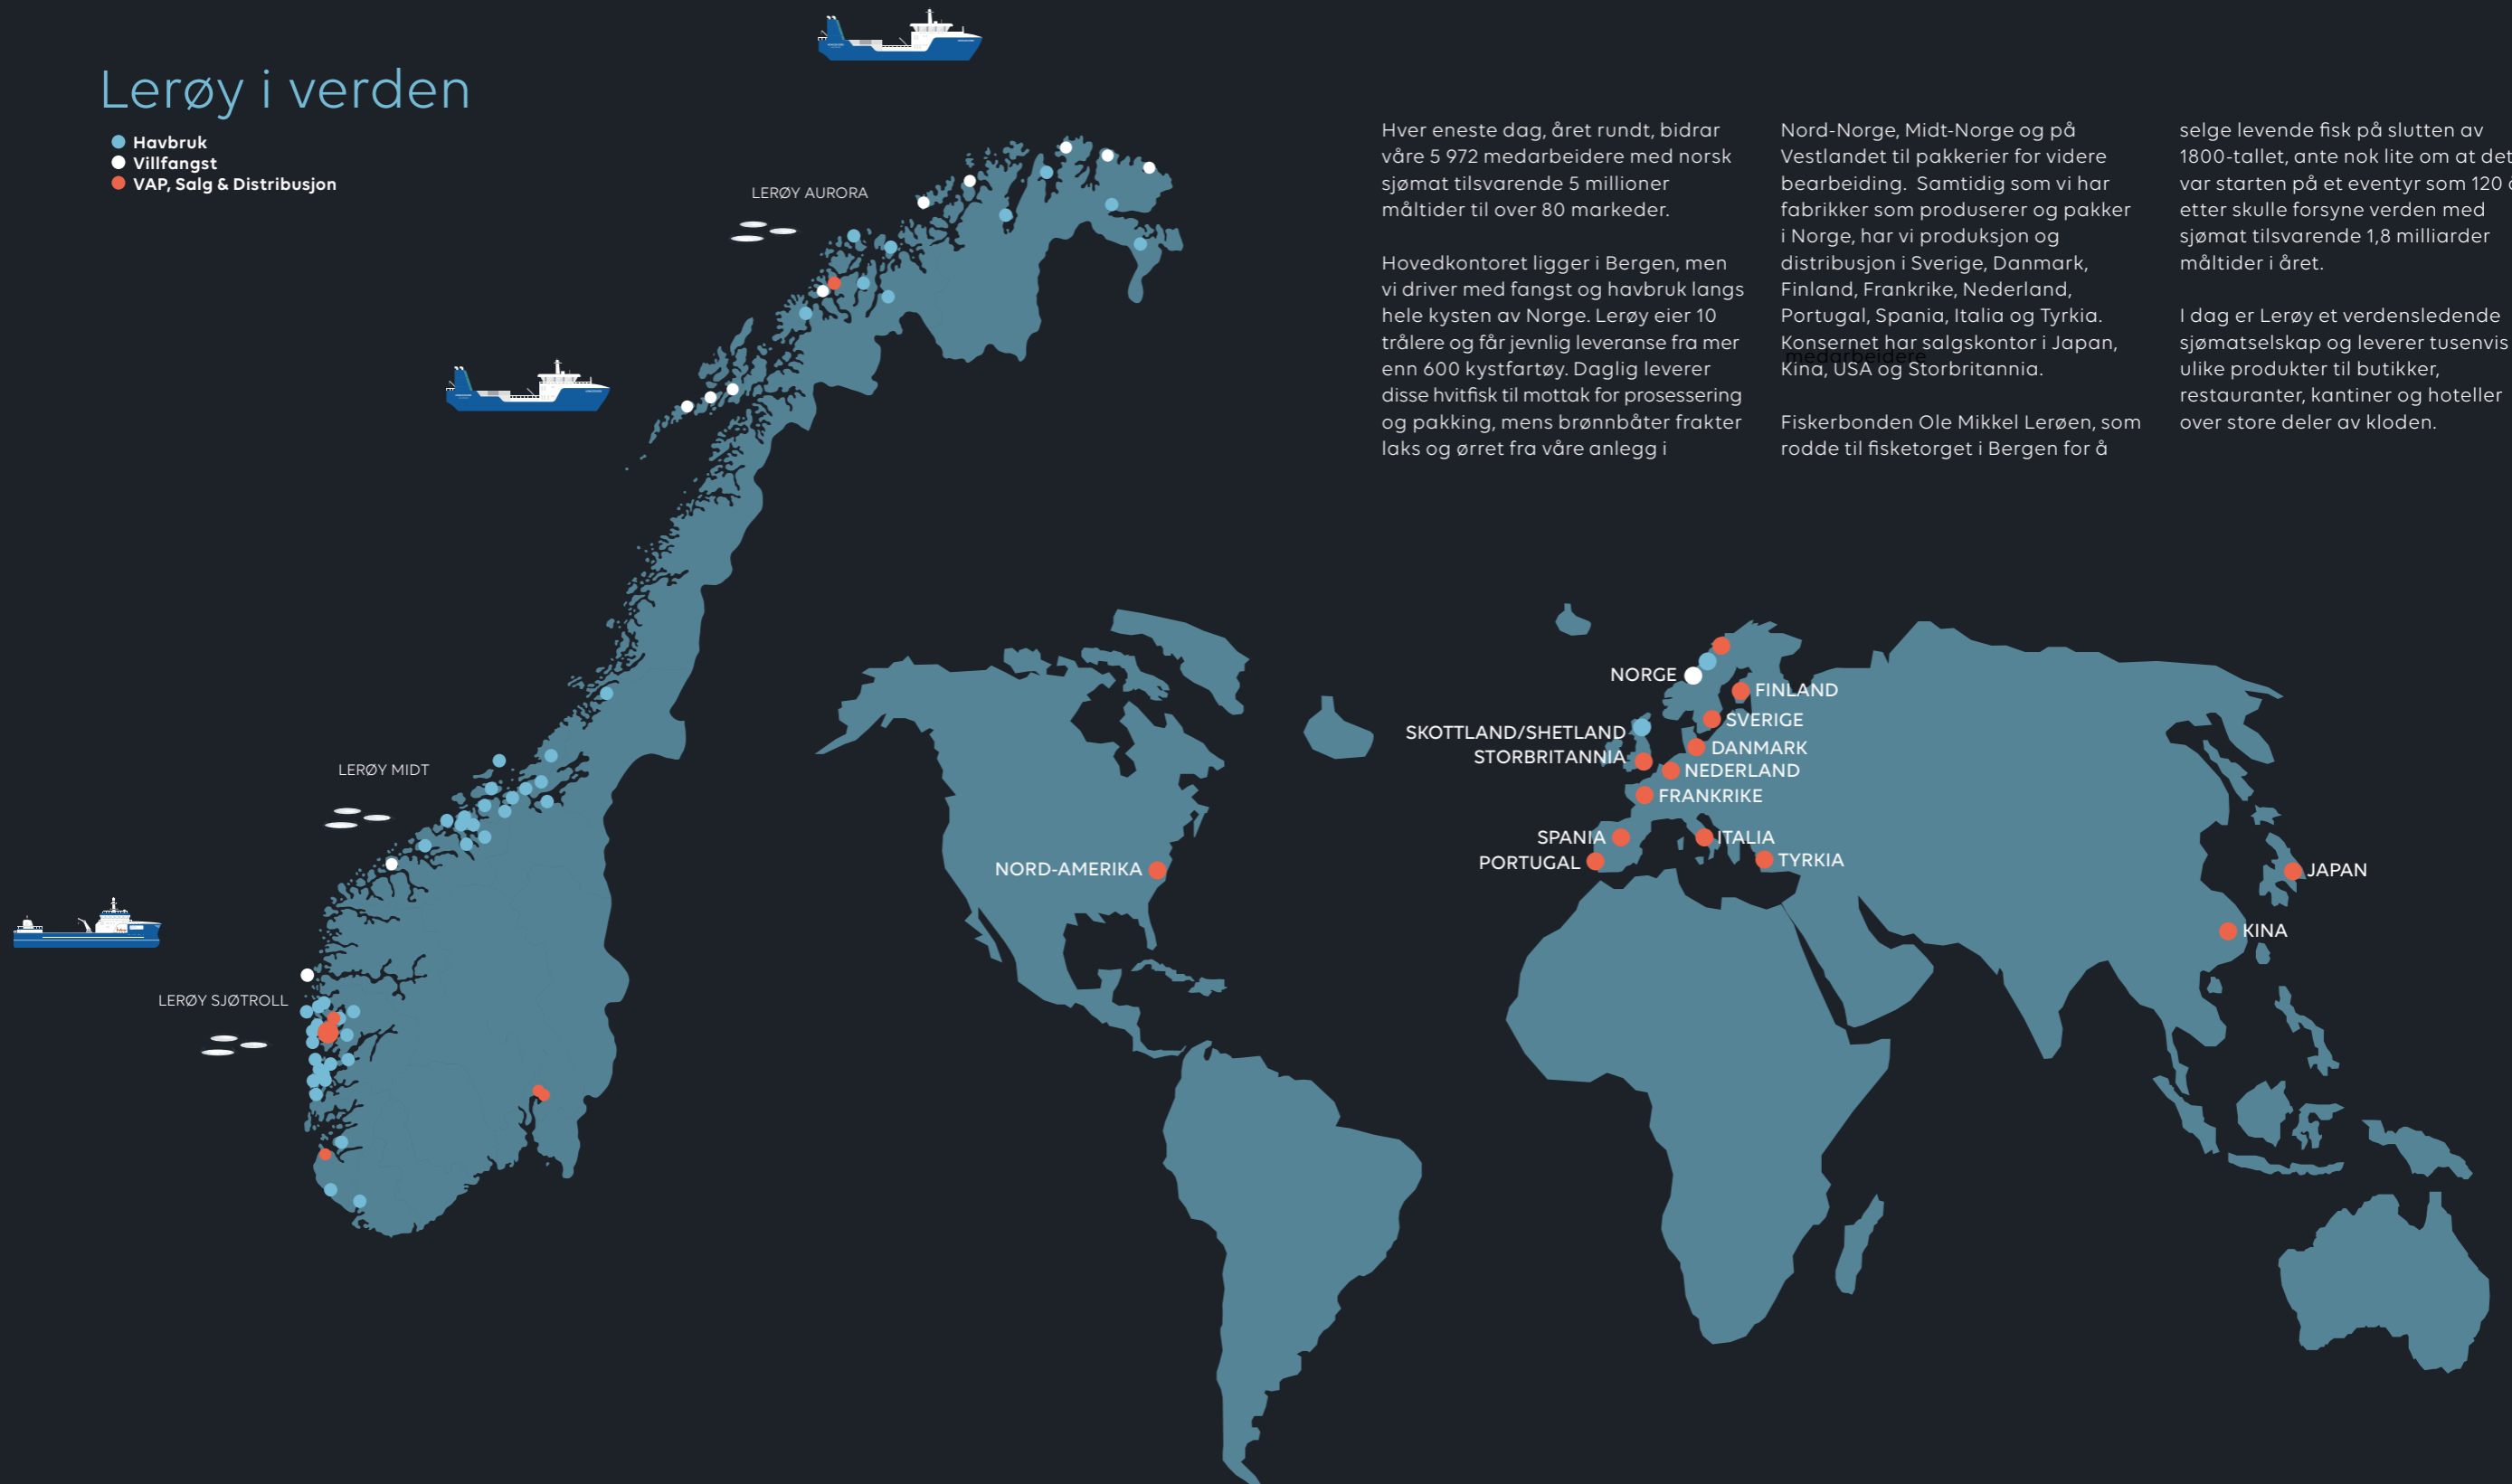 Lerøy i verden
Havbruk
Villfangst
VAP, Salg & Distribusjon
Hver eneste dag, året rundt, bidrar
våre 5 972 medarbeidere med norsk
sjømat tilsvarende 5 millioner
måltider til over 80 markeder.
Hovedkontoret ligger i Bergen, men
vi driver med fangst og havbruk langs
hele kysten av Norge. Lerøy eier 10
trålere og får jevnlig leveranse fra mer
enn 600 kystfartøy. Daglig leverer
disse hvitfisk til mottak for prosessering
og pakking, mens brønnbåter frakter
laks og ørret fra våre anlegg i
Nord-Norge, Midt-Norge og på
Vestlandet til pakkerier for videre
bearbeiding. Samtidig som vi har
fabrikker som produserer og pakker
i Norge, har vi produksjon og
distribusjon i Sverige, Danmark,
Finland, Frankrike, Nederland,
Portugal, Spania, Italia og Tyrkia.
Konsernet har salgskontor i Japan,
medarbeidere
Kina, USA og Storbritannia.
Fiskerbonden Ole Mikkel Lerøen, som
rodde til fisketorget i Bergen for å
selge levende fisk på slutten av
1800-tallet, ante nok lite om at det
var starten på et eventyr som 120
etter skulle forsyne verden med
sjømat tilsvarende 1,8 milliarder
måltider i året.
I dag er Lerøy et verdensledende
sjømatselskap og leverer tusenvis
ulike produkter til butikker,
restauranter, kantiner og hoteller
over store deler av kloden.
LERØY AURORA
LERØY MIDT
LERØY SJØTROLL
NORGE
FINLAND
SKOTTLAND/SHETLAND
SVERIGE
STORBRITANNIA
DANMARK
NEDERLAND
FRANKRIKE
SPANIA
ITALIA
PORTUGAL
TYRKIA
NORD-AMERIKA
JAPAN
KINA